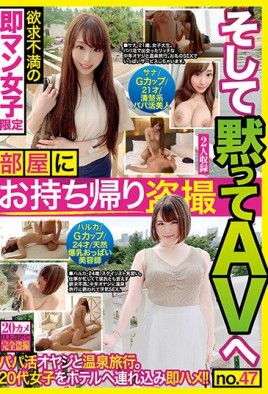 そして黙ってAVへ
欲求不満の
即マン女子
限定
部屋に
お持ち帰り盗撮
2人収録
サナ/
Gカップ/
21才/
清楚系
パパ活美人
ハルカ/
Gカップ/
24才/天然
爆乳おっぱい
美容師
20カメ
完全盗撮
パパ活オヤジと温泉旅行。
20代女子をホテルへ連れ込み即ハメ!!
no.47